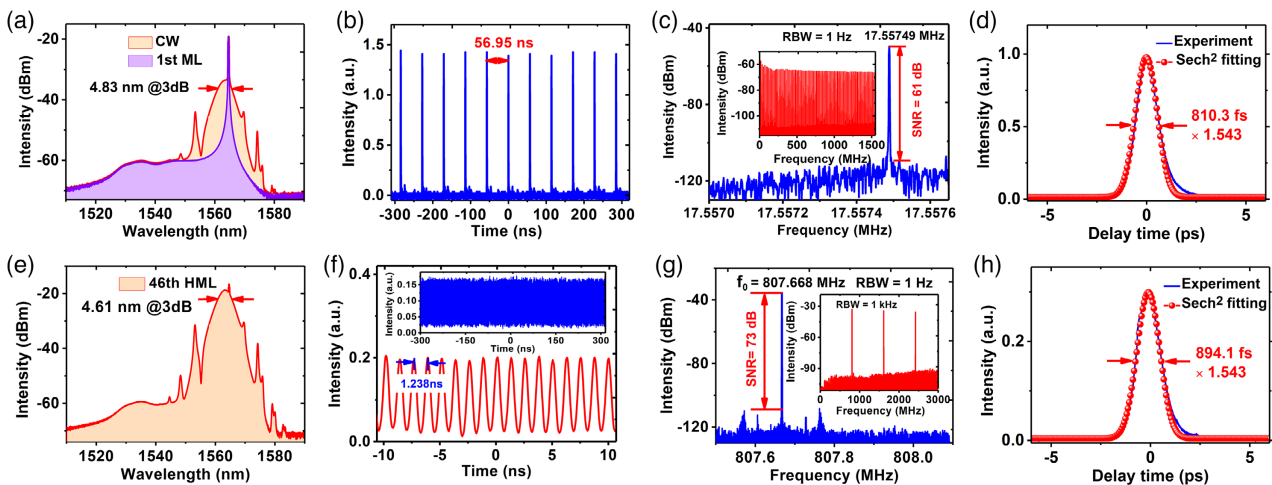 (a)
-20
-40
-60
Intensity (dBm)
CW
1st ML
4.83 nm @3dB
1520
1540
1560
1580
Wavelength (nm)
(b)
1.5
1.0
0.5
0.0
Intensity (a.u.)
56.95 ns
-300
-200
-100
0
100
200
300
Time (ns)
(c)
-40
-80
-120
Intensity (dBm)
RBW = 1 Hz
17.55749 MHz
SNR = 61 dB
-60
-80
-100
Intensity (dBm)
0
500
1000
1500
Frequency (MHz)
17.5570
17.5572
17.5574
17.5576
Frequency (MHz)
(d)
1.0
0.5
0.0
Intensity (a.u.)
Experiment
Sech² fitting
810.3 fs
× 1.543
-5
0
5
Delay time (ps)
(e)
-20
-40
-60
Intensity (dBm)
46th HML
4.61 nm @3dB
1520
1540
1560
1580
Wavelength (nm)
(f)
0.4
0.2
0.0
Intensity (a.u.)
0.15
0.10
0.05
0.00
Intensity (a.u.)
-300
-150
0
150
300
Time (ns)
1.238ns
-10
-5
0
5
10
Time (ns)
(g)
-40
-80
-120
Intensity (dBm)
f₀ = 807.668 MHz
RBW = 1 Hz
SNR= 73 dB
RBW = 1 kHz
-30
-60
-90
Intensity (dBm)
0
1000
2000
3000
Frequency (MHz)
807.6
807.8
808.0
Frequency (MHz)
(h)
0.2
0.0
Intensity (a.u.)
Experiment
Sech² fitting
894.1 fs
× 1.543
-5
0
5
Delay time (ps)